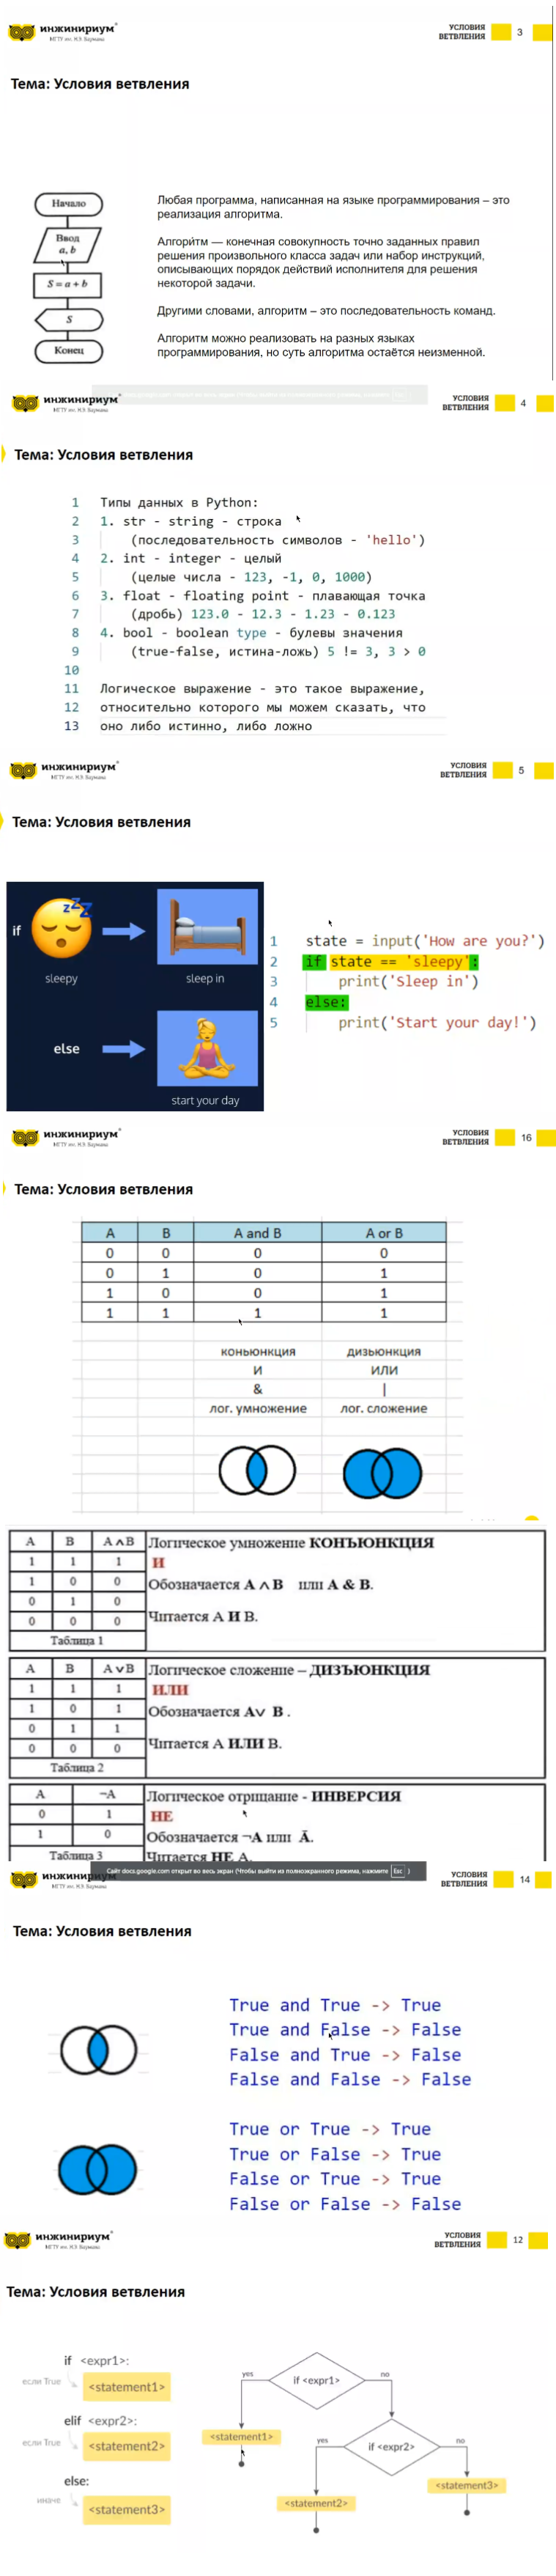 инжинириум®
МГТУ им. Н.Э. Баумана
УСЛОВИЯ
ВЕТВЛЕНИЯ
3
Тема: Условия ветвления
Начало
Ввод
a, b
S = a + b
S
Конец
Любая программа, написанная на языке программирования – это
реализация алгоритма.
Алгори́тм — конечная совокупность точно заданных правил
решения произвольного класса задач или набор инструкций,
описывающих порядок действий исполнителя для решения
некоторой задачи.
Другими словами, алгоритм – это последовательность команд.
Алгоритм можно реализовать на разных языках
программирования, но суть алгоритма остаётся неизменной.
инжинириум
МГТУ им. Н.Э. Баумана
УСЛОВИЯ
ВЕТВЛЕНИЯ
4
Тема: Условия ветвления
1 Типы данных в Python:
2 1. str - string - строка
3 (последовательность символов - 'hello')
4 2. int - integer - целый
5 (целые числа - 123, -1, 0, 1000)
6 3. float - floating point - плавающая точка
7 (дробь) 123.0 - 12.3 - 1.23 - 0.123
8 4. bool - boolean type - булевы значения
9 (true-false, истина-ложь) 5 != 3, 3 > 0
10
11 Логическое выражение - это такое выражение,
12 относительно которого мы можем сказать, что
13 оно либо истинно, либо ложно
инжинириум®
МГТУ им. Н.Э. Баумана
УСЛОВИЯ
ВЕТВЛЕНИЯ
5
Тема: Условия ветвления
if
zzZ
sleepy
sleep in
else
start your day
1 state = input('How are you?')
2 if state == 'sleepy':
3 print('Sleep in')
4 else:
5 print('Start your day!')
инжинириум®
МГТУ им. Н.Э. Баумана
УСЛОВИЯ
ВЕТВЛЕНИЯ
16
Тема: Условия ветвления
A B A and B A or B
0 0 0 0
0 1 0 1
1 0 0 1
1 1 1 1
коньюнкция дизьюнкция
И ИЛИ
& |
лог. умножение лог. сложение
A B A∧B
1 1 1
1 0 0
0 1 0
0 0 0
Таблица 1
Логическое умножение КОНЪЮНКЦИЯ
И
Обозначается A ∧ B или A & B.
Читается А И В.
A B A∨B
1 1 1
1 0 1
0 1 1
0 0 0
Таблица 2
Логическое сложение – ДИЗЪЮНКЦИЯ
ИЛИ
Обозначается A∨ B .
Читается А ИЛИ В.
A ¬A
0 1
1 0
Таблица 3
Логическое отрицание - ИНВЕРСИЯ
НЕ
Обозначается ¬A или Ā.
Читается НЕ А.
Сайт docs.google.com открыт во весь экран (Чтобы выйти из полноэкранного режима, нажмите Esc )
инжинириум
МГТУ им. Н.Э. Баумана
УСЛОВИЯ
ВЕТВЛЕНИЯ
14
Тема: Условия ветвления
True and True -> True
True and False -> False
False and True -> False
False and False -> False
True or True -> True
True or False -> True
False or True -> True
False or False -> False
инжинириум®
МГТУ им. Н.Э. Баумана
УСЛОВИЯ
ВЕТВЛЕНИЯ
12
Тема: Условия ветвления
if <expr1>:
если True
<statement1>
elif <expr2>:
если True
<statement2>
else:
иначе
<statement3>
yes
if <expr1>
no
<statement1>
yes
if <expr2>
no
<statement2>
<statement3>